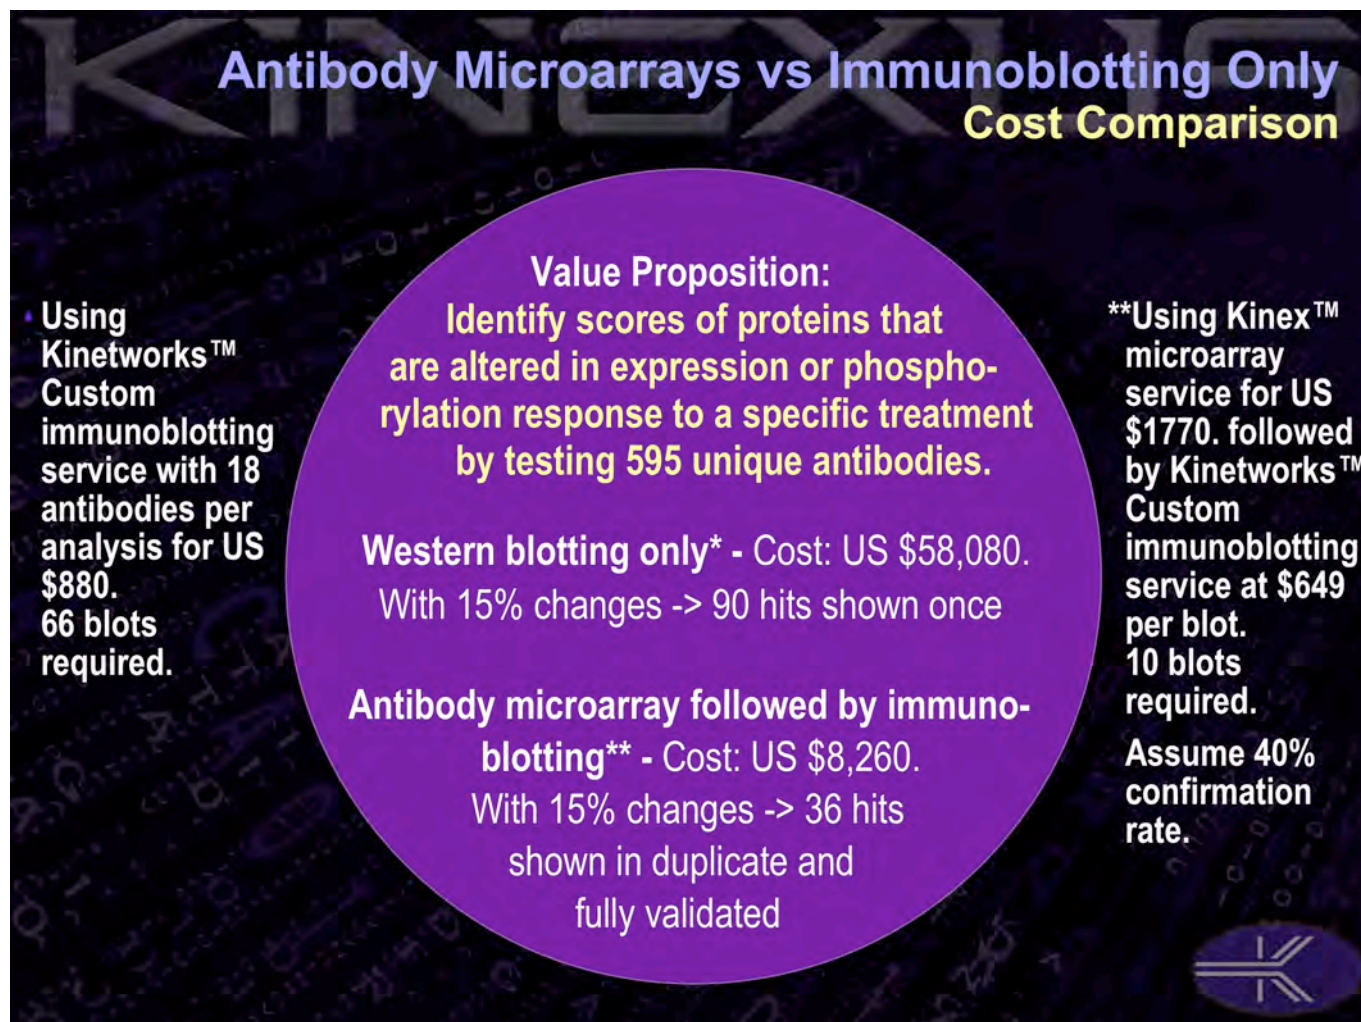 KINEXUS
Antibody Microarrays vs Immunoblotting Only
Cost Comparison
Using
Kinetworks™
Custom
immunoblotting
service with 18
antibodies per
analysis for US
$880.
66 blots
required.
Value Proposition:
Identify scores of proteins that
are altered in expression or phospho-
rylation response to a specific treatment
by testing 595 unique antibodies.
Western blotting only* - Cost: US $58,080.
With 15% changes -> 90 hits shown once
Antibody microarray followed by immuno-
blotting** - Cost: US $8,260.
With 15% changes -> 36 hits
shown in duplicate and
fully validated
**Using Kinex™
microarray
service for US
$1770. followed
by Kinetworks™
Custom
immunoblotting
service at $649
per blot.
10 blots
required.
Assume 40%
confirmation
rate.